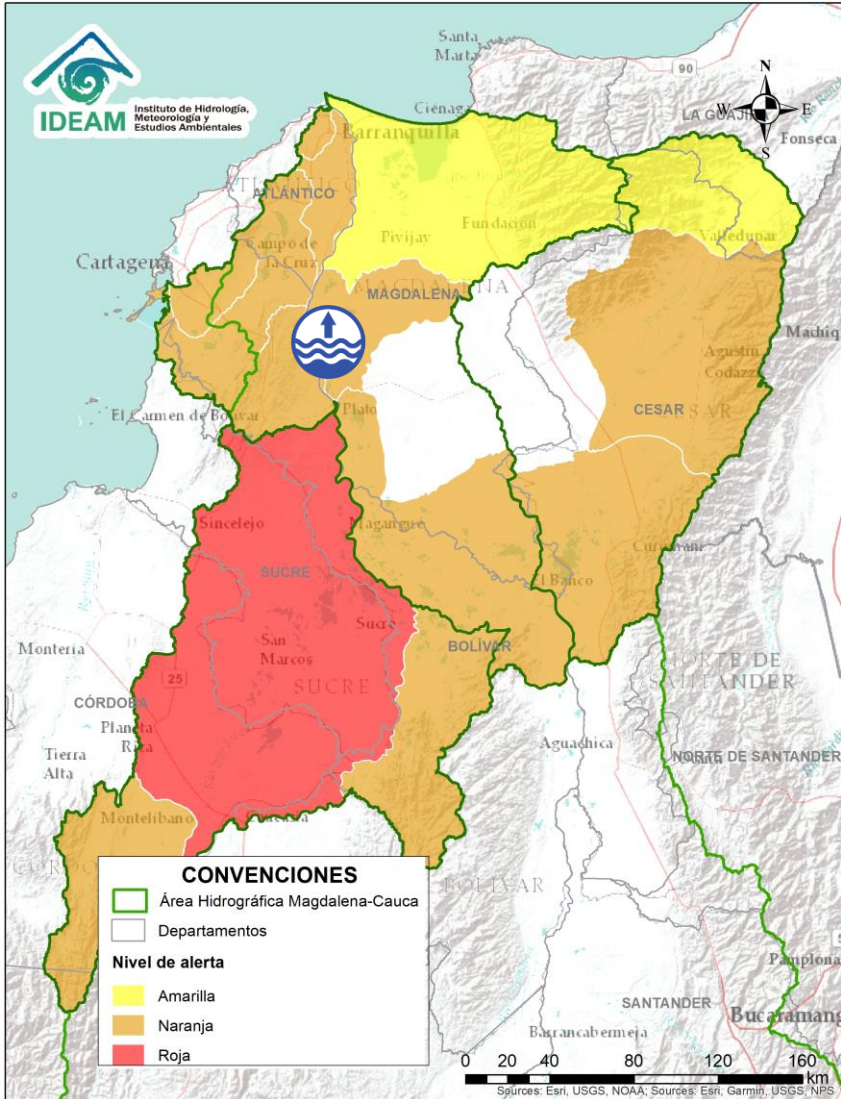 IDEAM
Instituto de Hidrología,
Meteorología y
Estudios Ambientales
Santa
Marta
90
N
W
E
S
Ciénaga
LA GUAJIRA
Fonseca
Barranquilla
ATLÁNTICO
Cartagena
Campo de
la Cruz
Pivijay
Fundación
Valledupar
MAGDALENA
Agustín
Codazzi
El Carmen de Bolívar
Plato
CESAR
CESAR
Sincelejo
Magangué
SUCRE
El Banco
Sucre
San
Marcos
SUCRE
BOLÍVAR
Montería
25
CÓRDOBA
Planeta
Rica
Tierra
Alta
NORTE DE
SANTANDER
Aguachica
NORTE DE SANTANDER
Montelíbano
BOLÍVAR
CONVENCIONES
Área Hidrográfica Magdalena-Cauca
Departamentos
Nivel de alerta
Amarilla
Naranja
Roja
Pamplona
SANTANDER
Bucaramang
Barrancabermeja
0 20 40 80 120 160
km
Sources: Esri, USGS, NOAA; Sources: Esri, Garmin, USGS, NPS